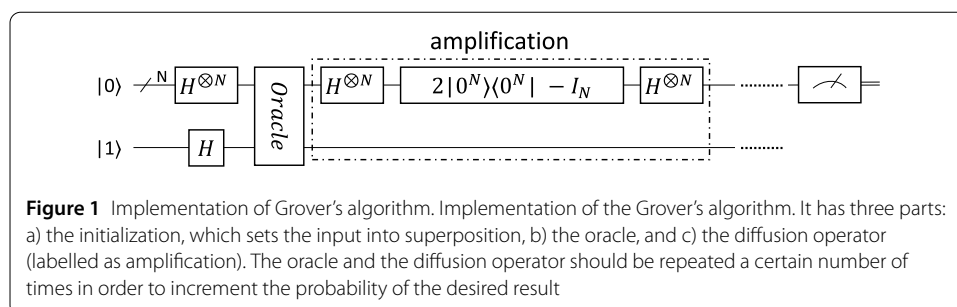 amplification
|0⟩ N H⊗N Oracle H⊗N 2|0ᴺ⟩⟨0ᴺ| − I_N H⊗N ..........
|1⟩ H ..........
Figure 1 Implementation of Grover's algorithm. Implementation of the Grover's algorithm. It has three parts:
a) the initialization, which sets the input into superposition, b) the oracle, and c) the diffusion operator
(labelled as amplification). The oracle and the diffusion operator should be repeated a certain number of
times in order to increment the probability of the desired result